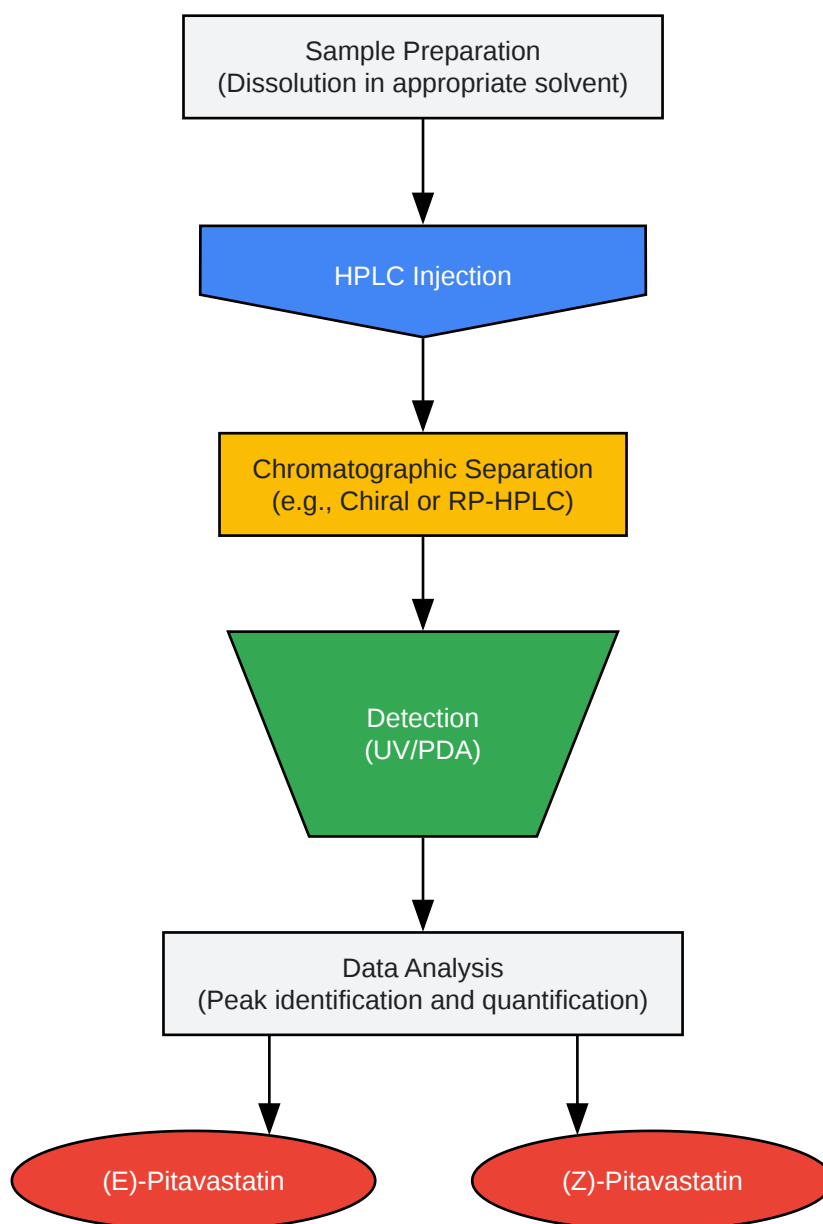 Sample Preparation
(Dissolution in appropriate solvent)
HPLC Injection
Chromatographic Separation
(e.g., Chiral or RP-HPLC)
Detection
(UV/PDA)
Data Analysis
(Peak identification and quantification)
(E)-Pitavastatin
(Z)-Pitavastatin